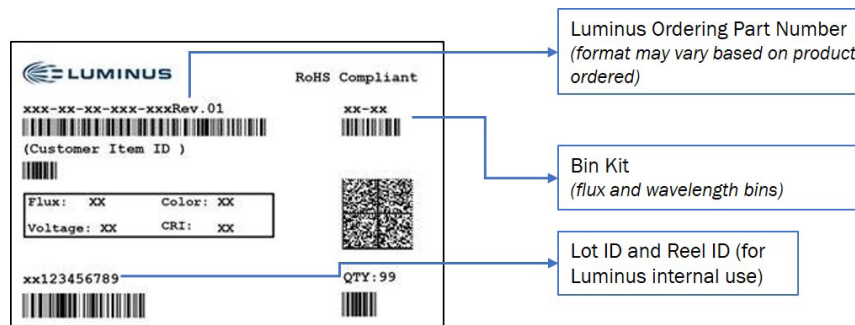 LUMINUS
RoHS Compliant
xxx-xx-xx-xxx-xxxRev.01
xx-xx
(Customer Item ID )
Flux: XX Color: XX
Voltage: XX CRI: XX
xx123456789
QTY:99
Luminus Ordering Part Number
(format may vary based on product
ordered)
Bin Kit
(flux and wavelength bins)
Lot ID and Reel ID (for
Luminus internal use)